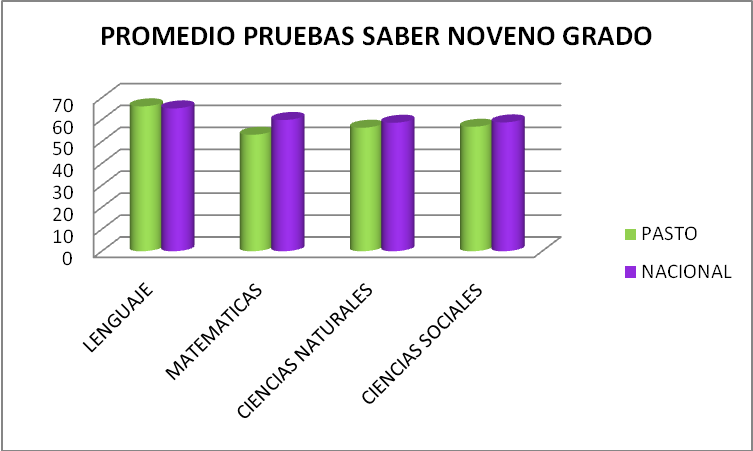 PROMEDIO PRUEBAS SABER NOVENO GRADO
70
60
50
40
30
20
10
0
LENGUAJE
MATEMATICAS
CIENCIAS NATURALES
CIENCIAS SOCIALES
PASTO
NACIONAL